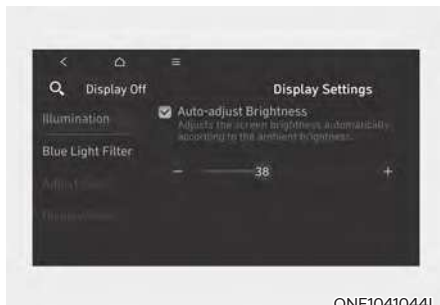 Display Off
Display Settings
Illumination
Auto-adjust Brightness
Adjusts the screen brightness automatically
according to the ambient brightness.
Blue Light Filter
- 38 +